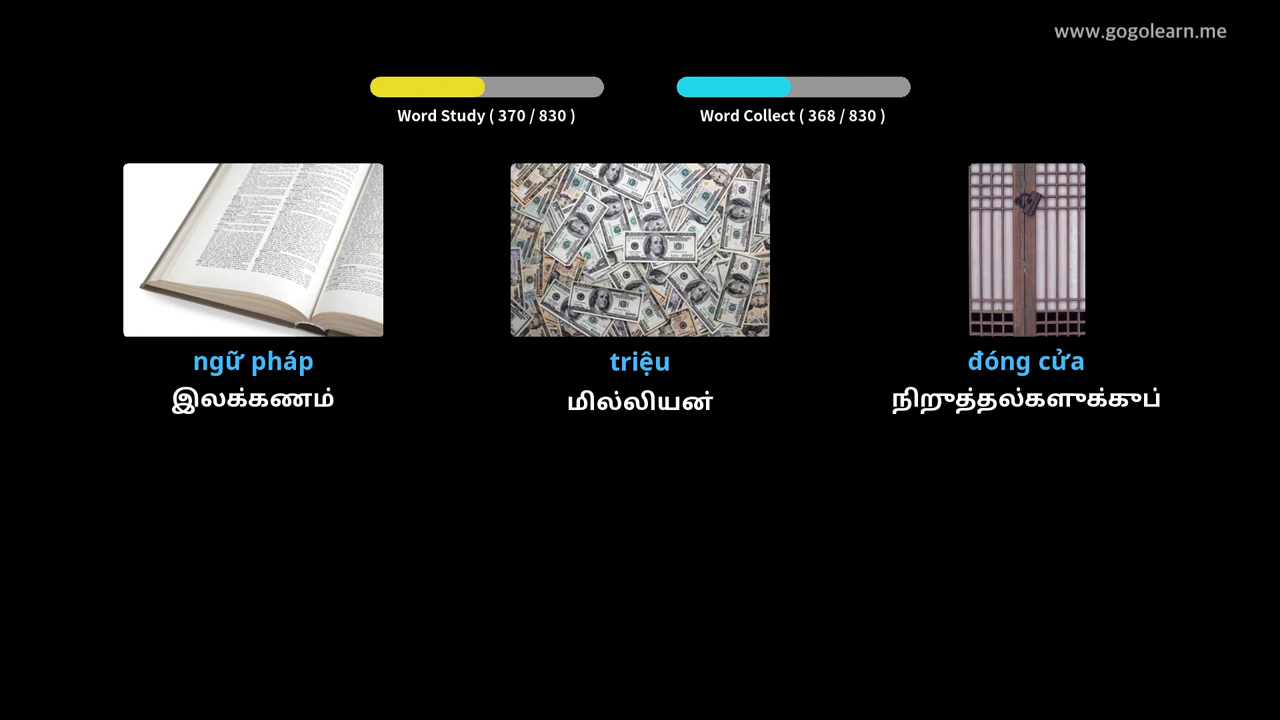 www.gogolearn.me
Word Study ( 370 / 830 )
Word Collect ( 368 / 830 )
ngữ pháp
triệu
đóng cửa
இலக்கணம்
மில்லியன்
நிறுத்தல்களுக்குப்